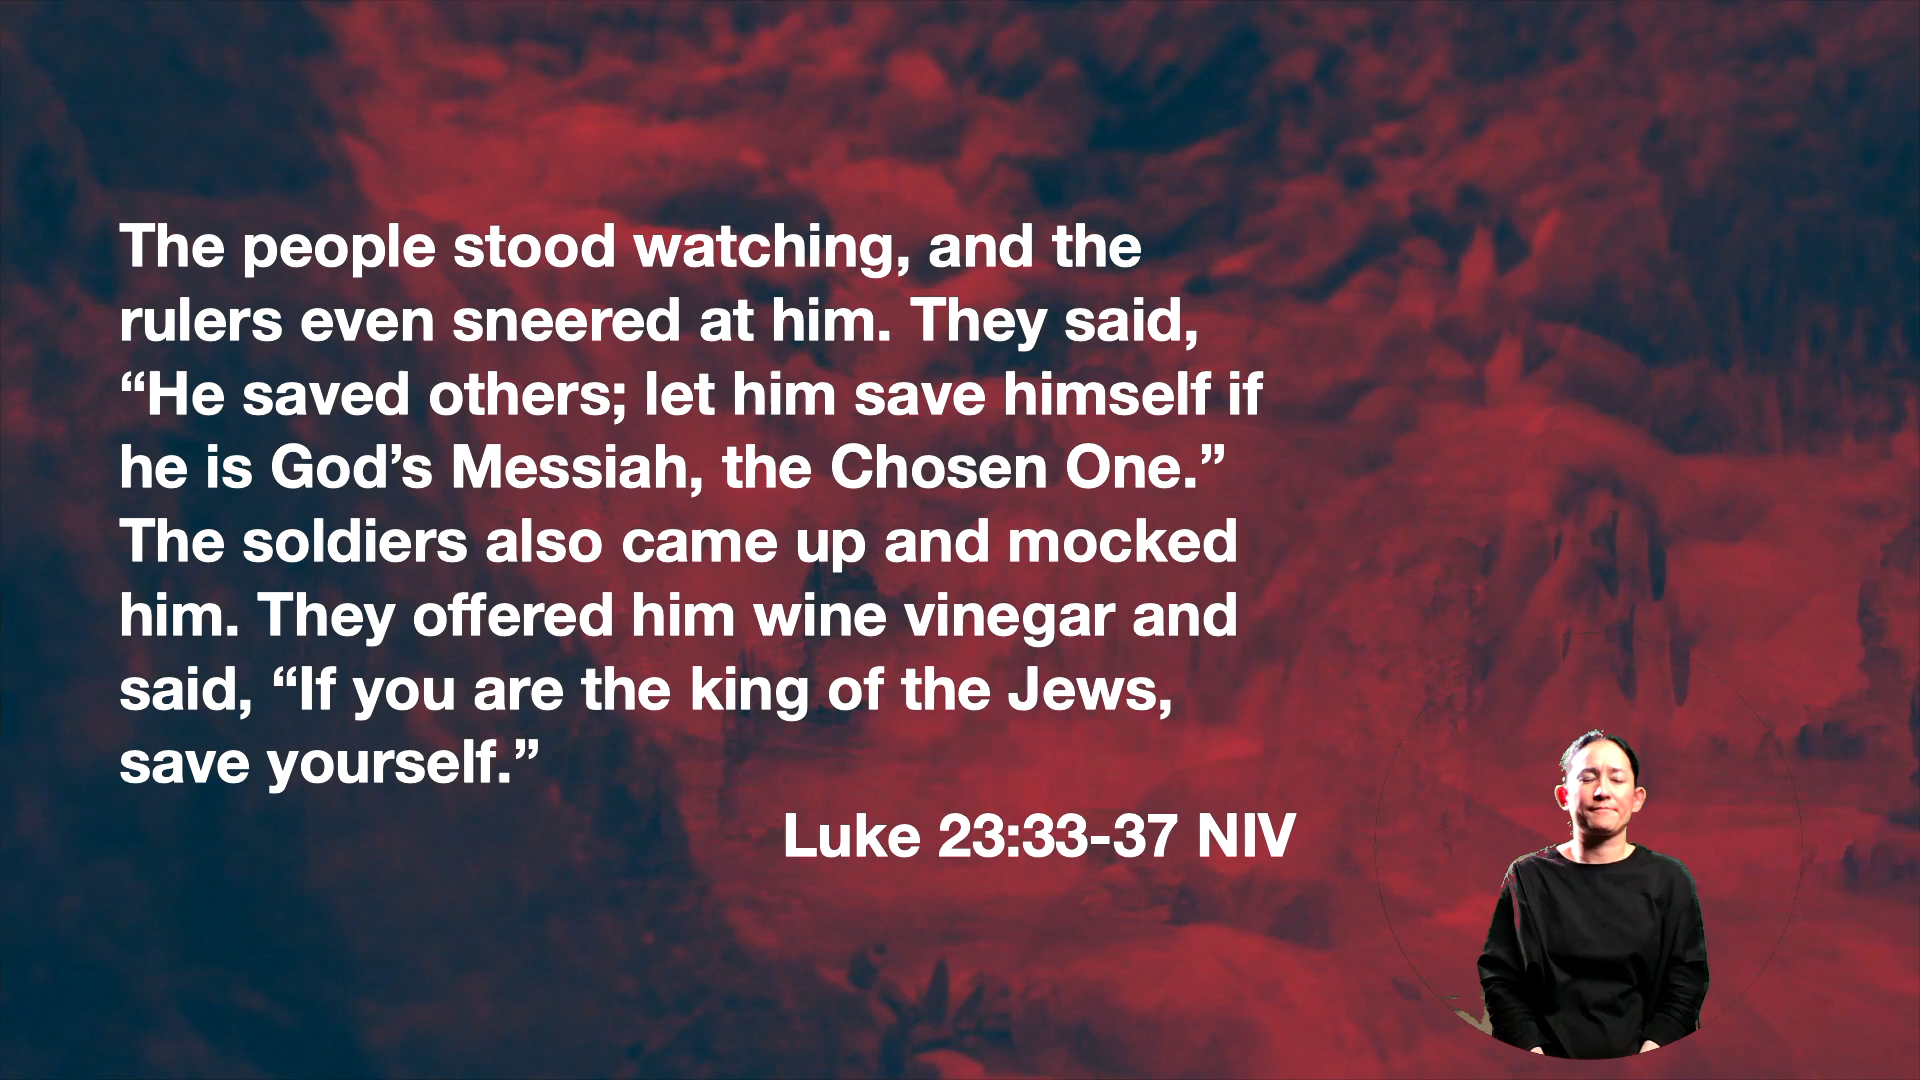 The people stood watching, and the
rulers even sneered at him. They said,
“He saved others; let him save himself if
he is God’s Messiah, the Chosen One.”
The soldiers also came up and mocked
him. They offered him wine vinegar and
said, “If you are the king of the Jews,
save yourself.”
Luke 23:33-37 NIV